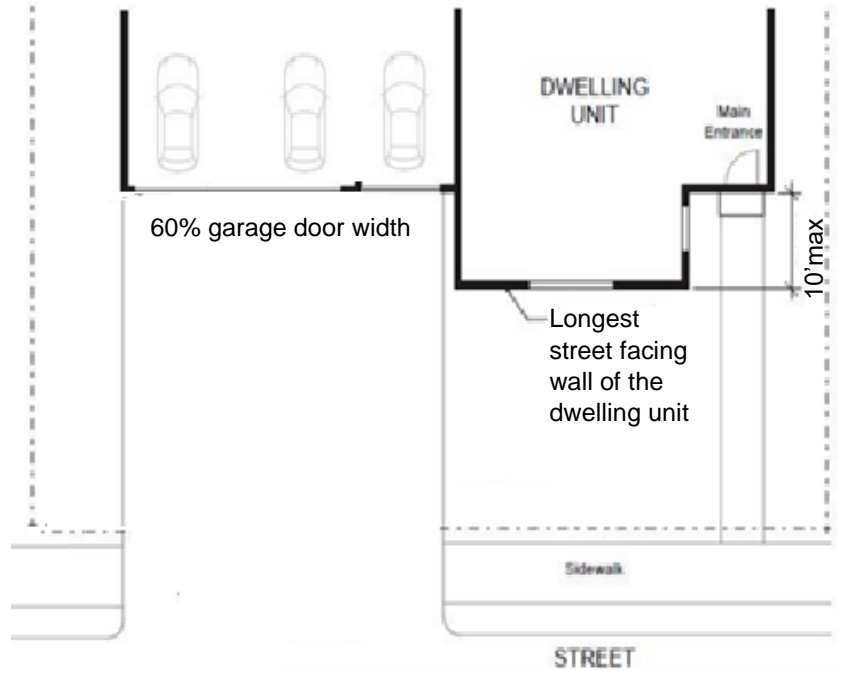 DWELLING
UNIT
Main
Entrance
60% garage door width
10’max
Longest
street facing
wall of the
dwelling unit
Sidewalk
STREET